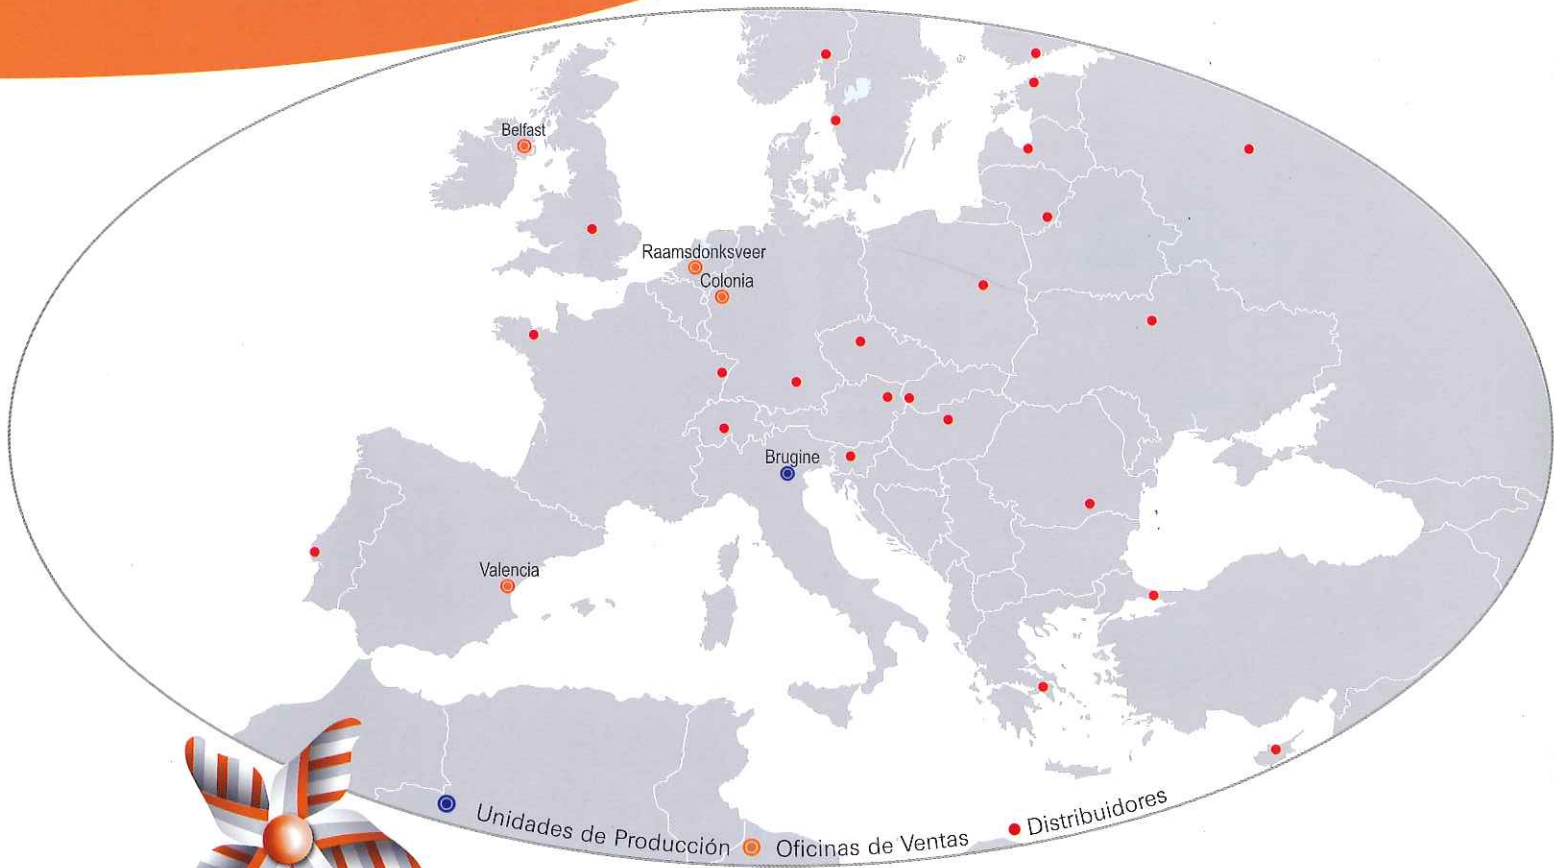 Belfast
Raamsdonksveer
Colonia
Brugine
Valencia
Unidades de Producción
Oficinas de Ventas
Distribuidores